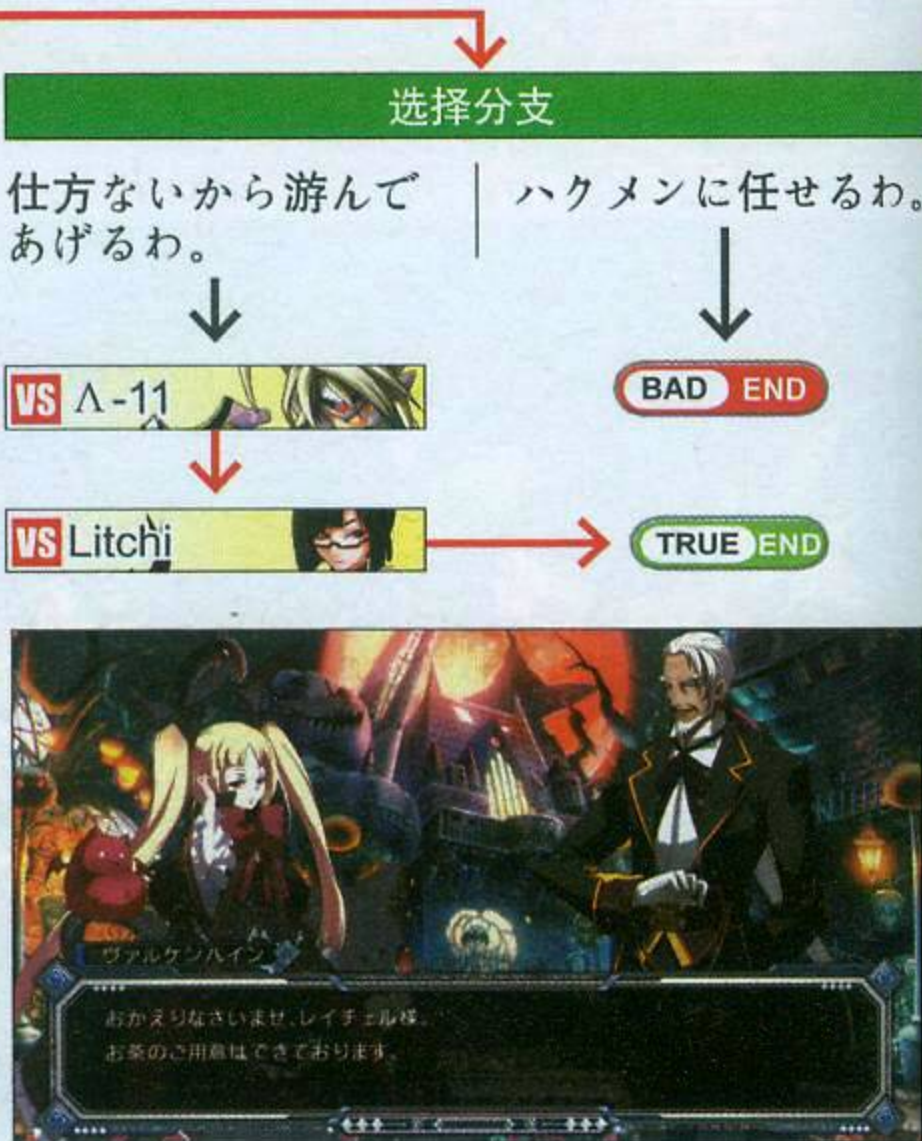 选择分支
仕方ないから游んで
あげるわ。
ハクメンに任せるわ。
VS Λ-11
BAD END
VS Litchi
TRUE END
ヴァルケンハイン
おかえりなさいませ、レイチェル様。
お茶のご用意はできております。